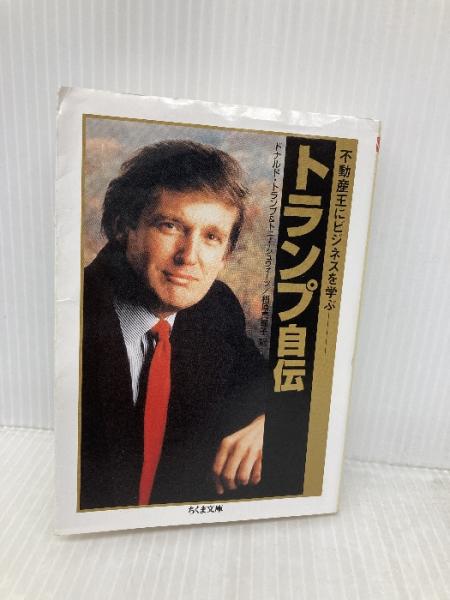 不動産王にビジネスを学ぶ
トランプ自伝
ドナルド・トランプ&トニー・シュウォーツ/相原真理子 訳
ちくま文庫